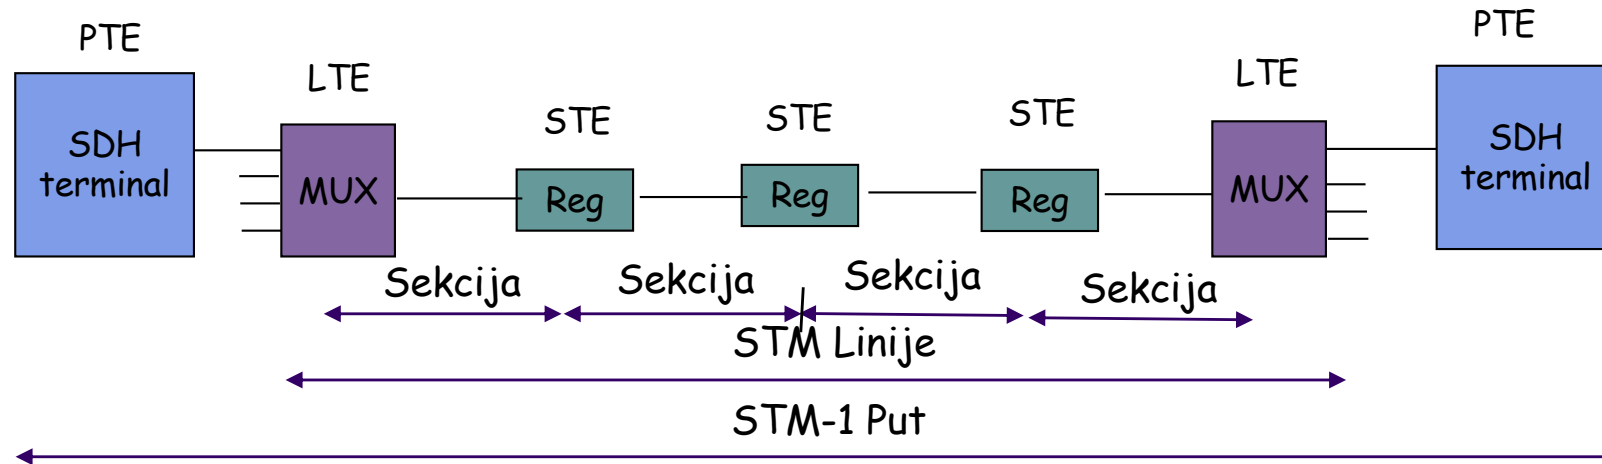 PTE
PTE
LTE
LTE
STE
STE
STE
SDH
terminal
MUX
Reg
Reg
Reg
MUX
SDH
terminal
Sekcija
Sekcija
Sekcija
Sekcija
STM Linije
STM-1 Put